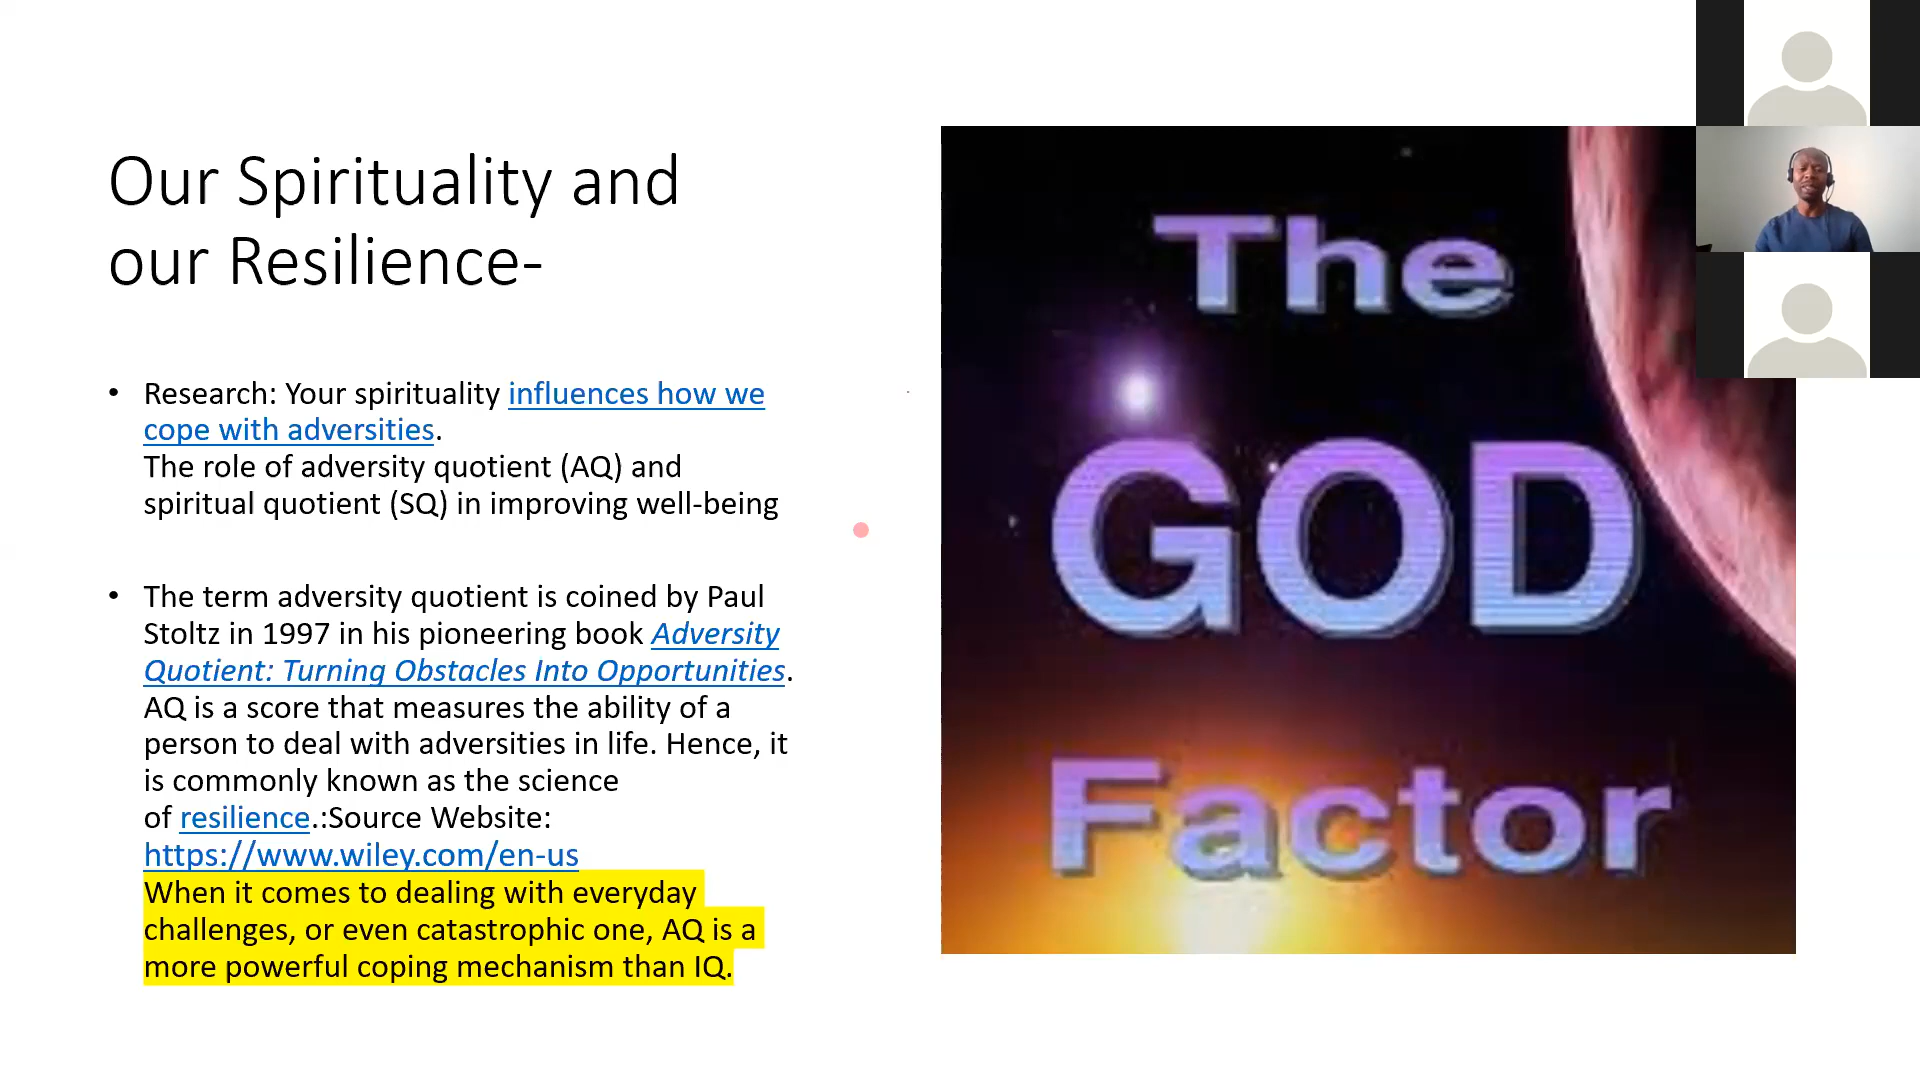 Our Spirituality and
our Resilience-
• Research: Your spirituality influences how we
cope with adversities.
The role of adversity quotient (AQ) and
spiritual quotient (SQ) in improving well-being
• The term adversity quotient is coined by Paul
Stoltz in 1997 in his pioneering book Adversity
Quotient: Turning Obstacles Into Opportunities.
AQ is a score that measures the ability of a
person to deal with adversities in life. Hence, it
is commonly known as the science
of resilience.:Source Website:
https://www.wiley.com/en-us
When it comes to dealing with everyday
challenges, or even catastrophic one, AQ is a
more powerful coping mechanism than IQ.
The
GOD
Factor